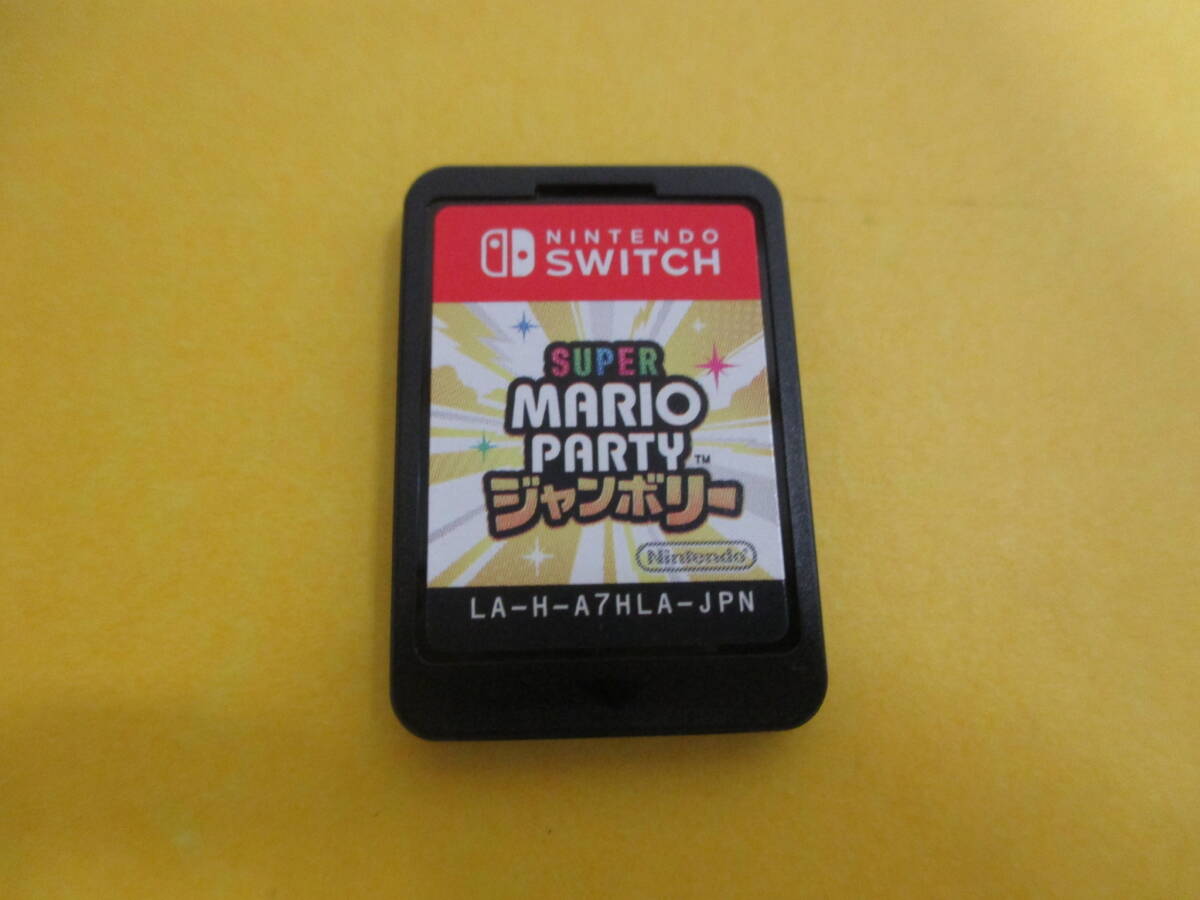 NINTENDO
SWITCH
SUPER
MARIO
PARTY™
ジャンボリー
Nintendo®
LA-H-A7HLA-JPN